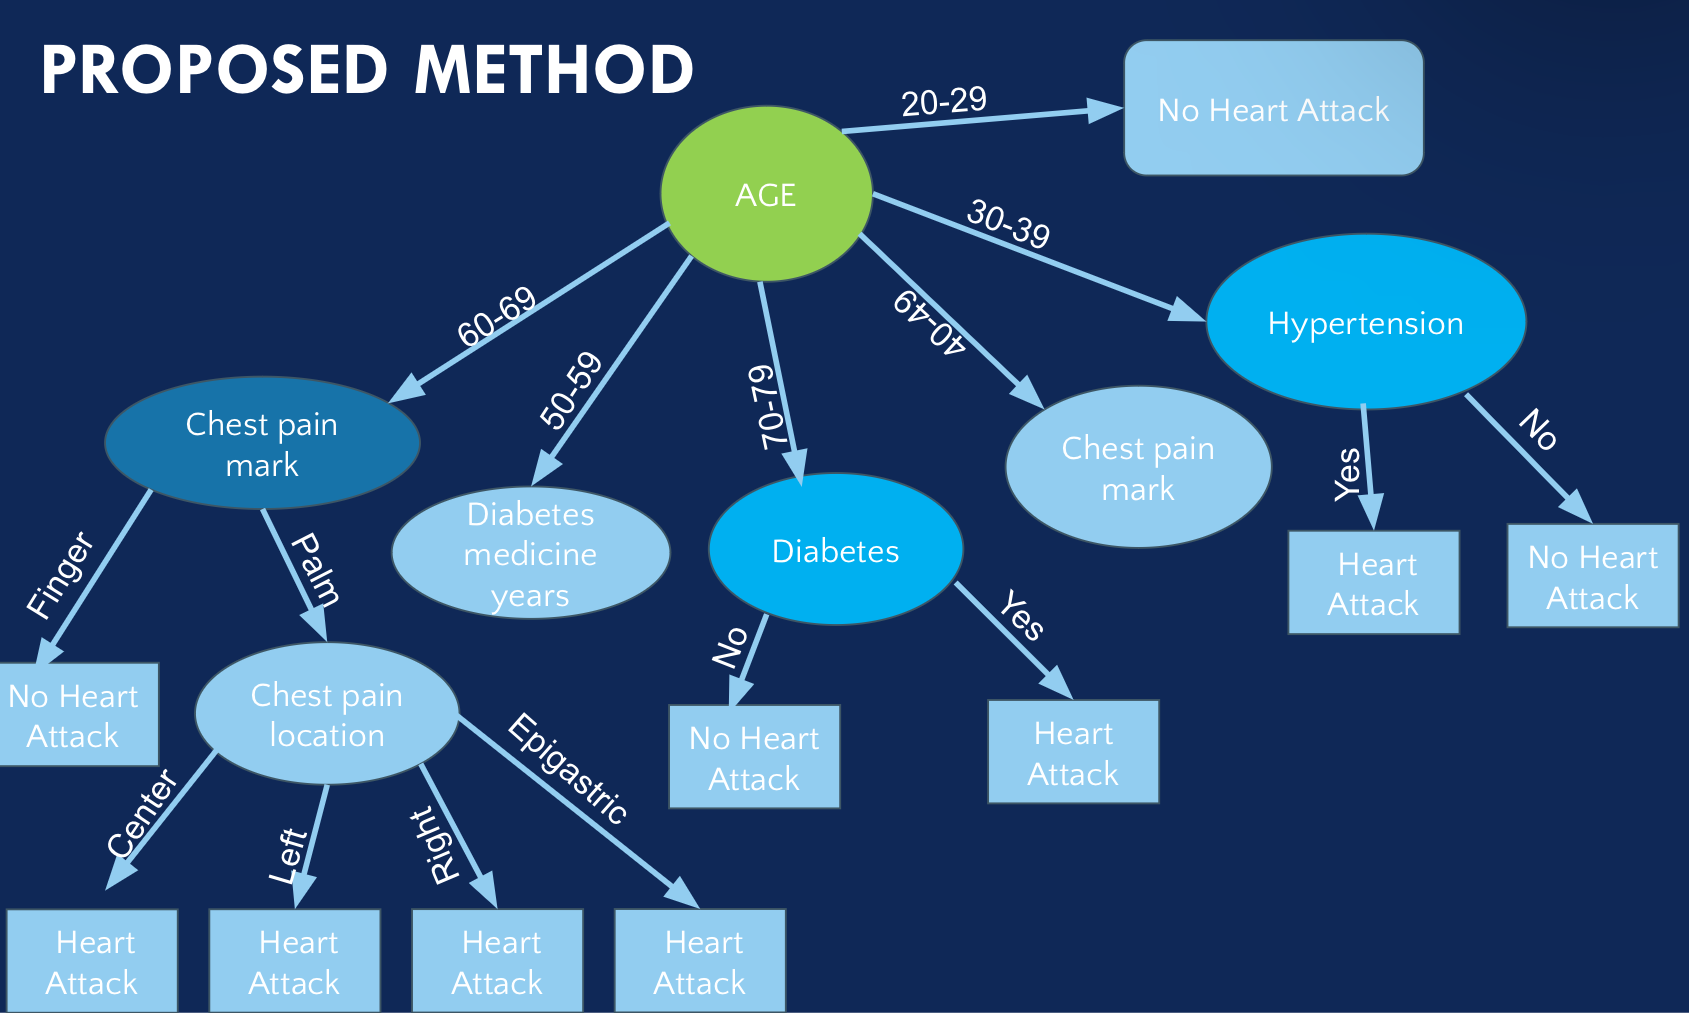 PROPOSED METHOD
20-29
No Heart Attack
AGE
30-39
60-69
50-59
70-79
40-49
Hypertension
Chest pain
mark
Diabetes
medicine
years
Diabetes
Chest pain
mark
Yes
No
Heart
Attack
No Heart
Attack
Finger
Palm
No Heart
Attack
Chest pain
location
No
Yes
No Heart
Attack
Heart
Attack
Center
Left
Right
Epigastric
Heart
Attack
Heart
Attack
Heart
Attack
Heart
Attack